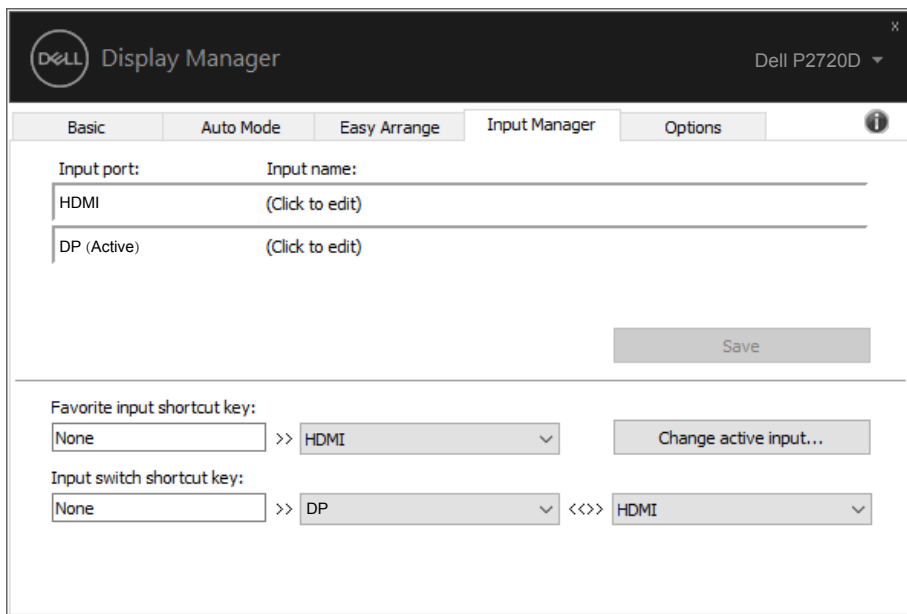 x
DELL Display Manager Dell P2720D
Basic Auto Mode Easy Arrange Input Manager Options i
Input port: Input name:
HDMI (Click to edit)
DP (Active) (Click to edit)
Save
Favorite input shortcut key:
None >> HDMI Change active input...
Input switch shortcut key:
None >> DP <<>> HDMI